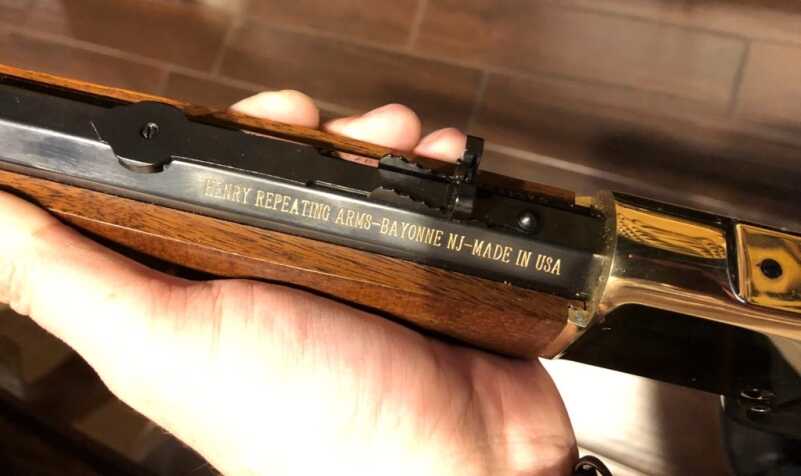 HENRY REPEATING ARMS-BAYONNE NJ-MADE IN USA